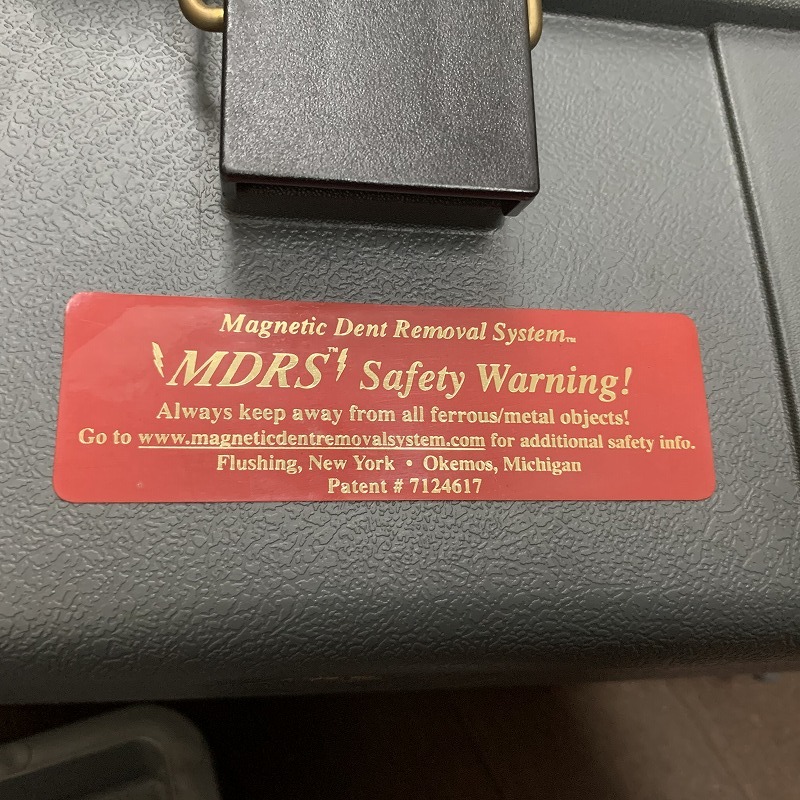 Magnetic Dent Removal System™
MDRS™ Safety Warning!
Always keep away from all ferrous/metal objects!
Go to www.magneticdentremovalsystem.com for additional safety info.
Flushing, New York • Okemos, Michigan
Patent # 7124617